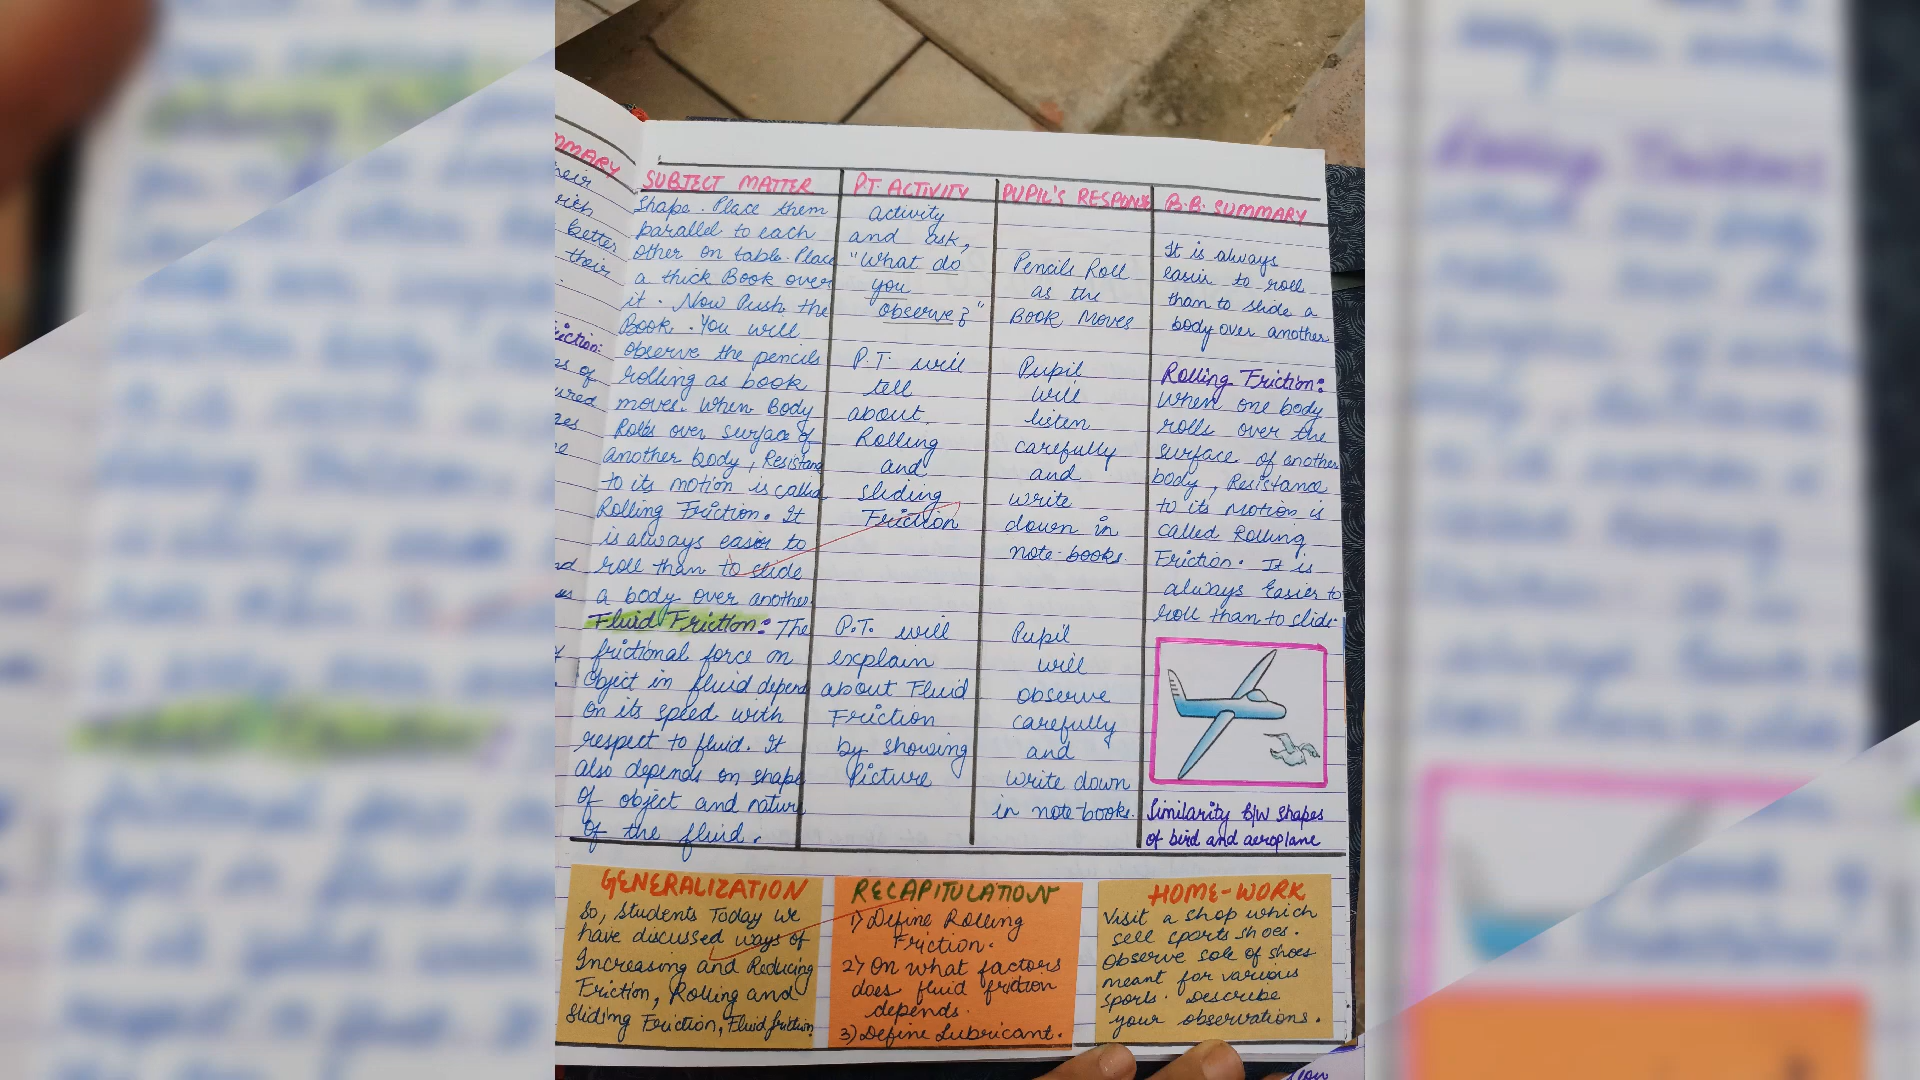 MMARY
their
with
better
their
iction:
s of
ured
SUBJECT MATTER
Shape. Place them
parallel to each
other on table. Place
a thick Book over
it. Now Push the
Book. You will
observe the pencils
rolling as book
moves. When Body
Rolls over surface of
another body, Resistanc
to its motion is called
Rolling Friction. It
is always easier to
roll than to slide
a body over another.
Fluid Friction: The
frictional force on
Object in fluid depend
On its speed with
respect to fluid. It
also depends on shape
of object and nature
of the fluid.
P.T. ACTIVITY
activity
and ask,
"What do
you
observe?"
P.T. will
tell
about
Rolling
and
sliding
Friction
P.T. will
explain
about Fluid
Friction
by showing
Picture
PUPIL'S RESPONSE
Pencils Roll
as the
BOOK Moves
Pupil
will
listen
carefully
and
write
down in
note-books.
Pupil
will
observe
carefully
and
write down
in note-books.
B.B. SUMMARY
It is always
easier to roll
than to slide a
body over another.
Rolling Friction:
When one body
rolls over the
surface of another
body, Resistance
to its Motion is
called Rolling
Friction. It is
always Easier to
roll than to slide.
Similarity b/w shapes
of bird and aeroplane
GENERALIZATION
So, Students Today we
have discussed ways of
Increasing and Reducing
Friction, Rolling and
Sliding Friction, Fluid friction.
RECAPITULATION
1) Define Rolling
Friction.
2) On what factors
does fluid friction
depends.
3) Define Lubricant.
HOME-WORK
Visit a shop which
sell sports shoes.
Observe sole of shoes
meant for various
sports. Describe
your observations.